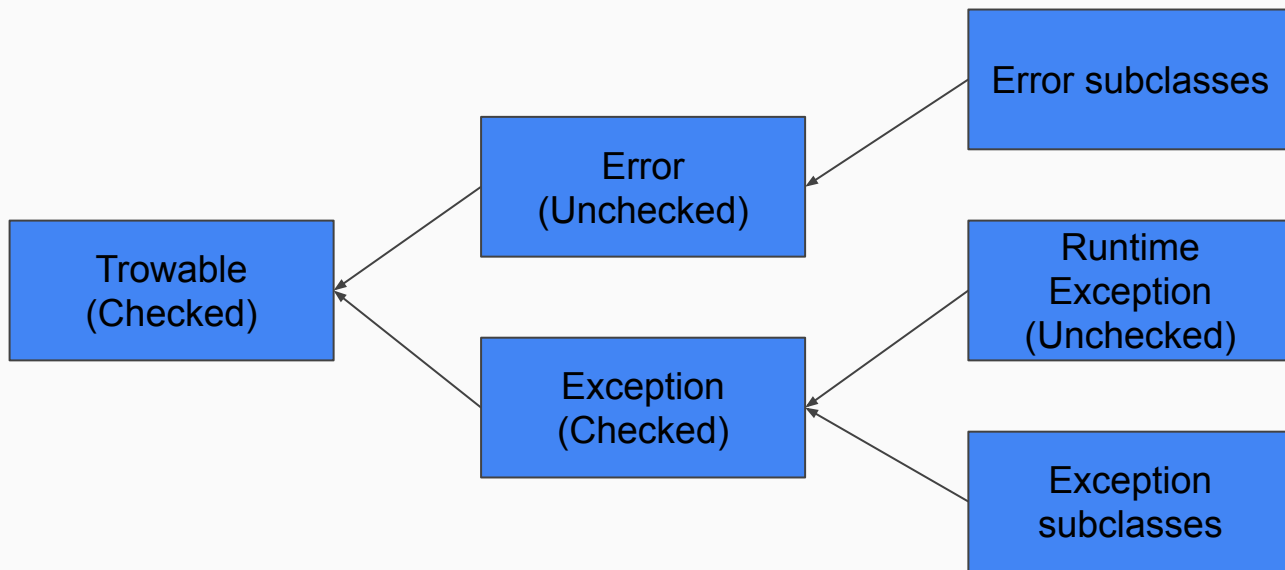 Trowable
(Checked)
Error
(Unchecked)
Exception
(Checked)
Error subclasses
Runtime
Exception
(Unchecked)
Exception
subclasses